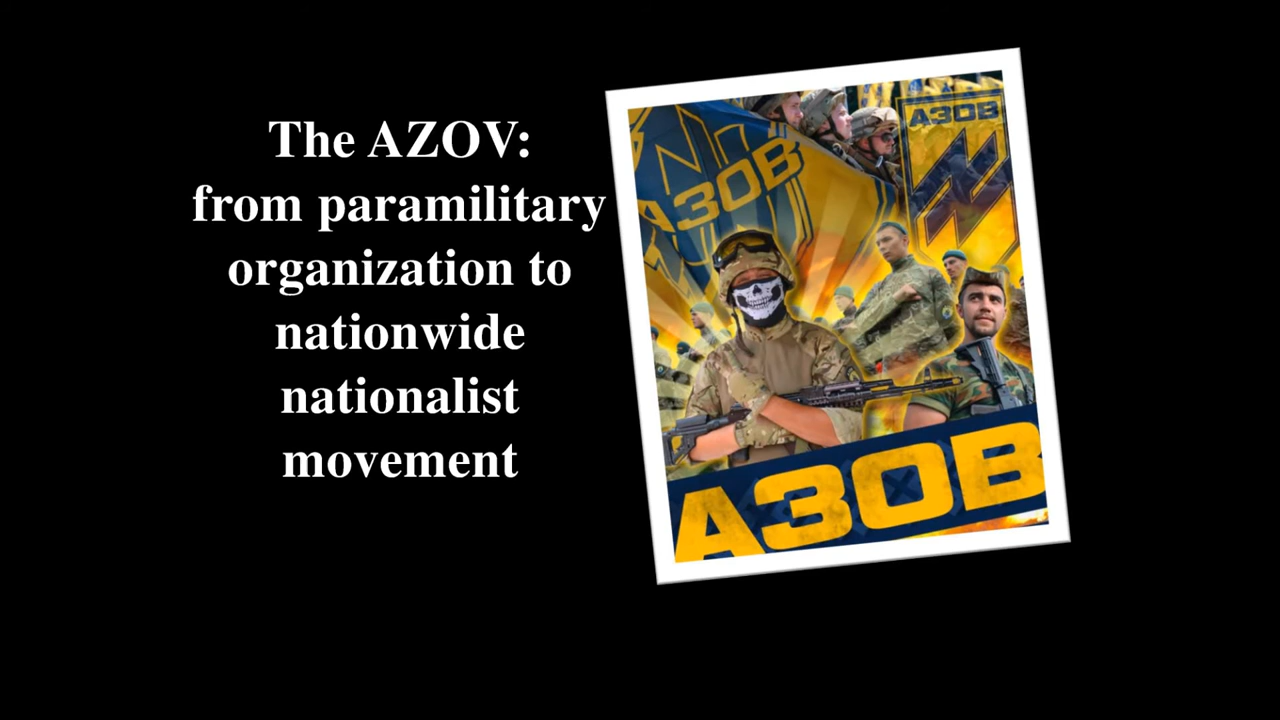 The AZOV:
from paramilitary
organization to
nationwide
nationalist
movement
АЗОВ
АЗОВ
АЗОВ